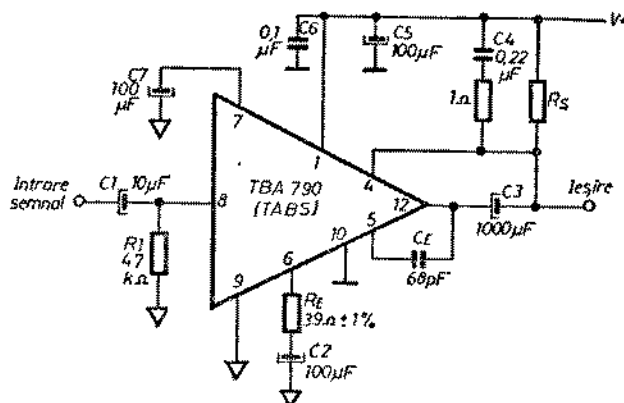 0,1
μF
C6
C5
100μF
C4
0,22
μF
V+
C7
100
μF
1Ω
RS
7
1
4
TBA 790
(TABS)
12
C3
1000μF
Ieșire
Intrare
semnal
C1
10μF
8
R1
47
kΩ
5
10
6
9
CE
68pF
RE
39Ω±1%
C2
100μF